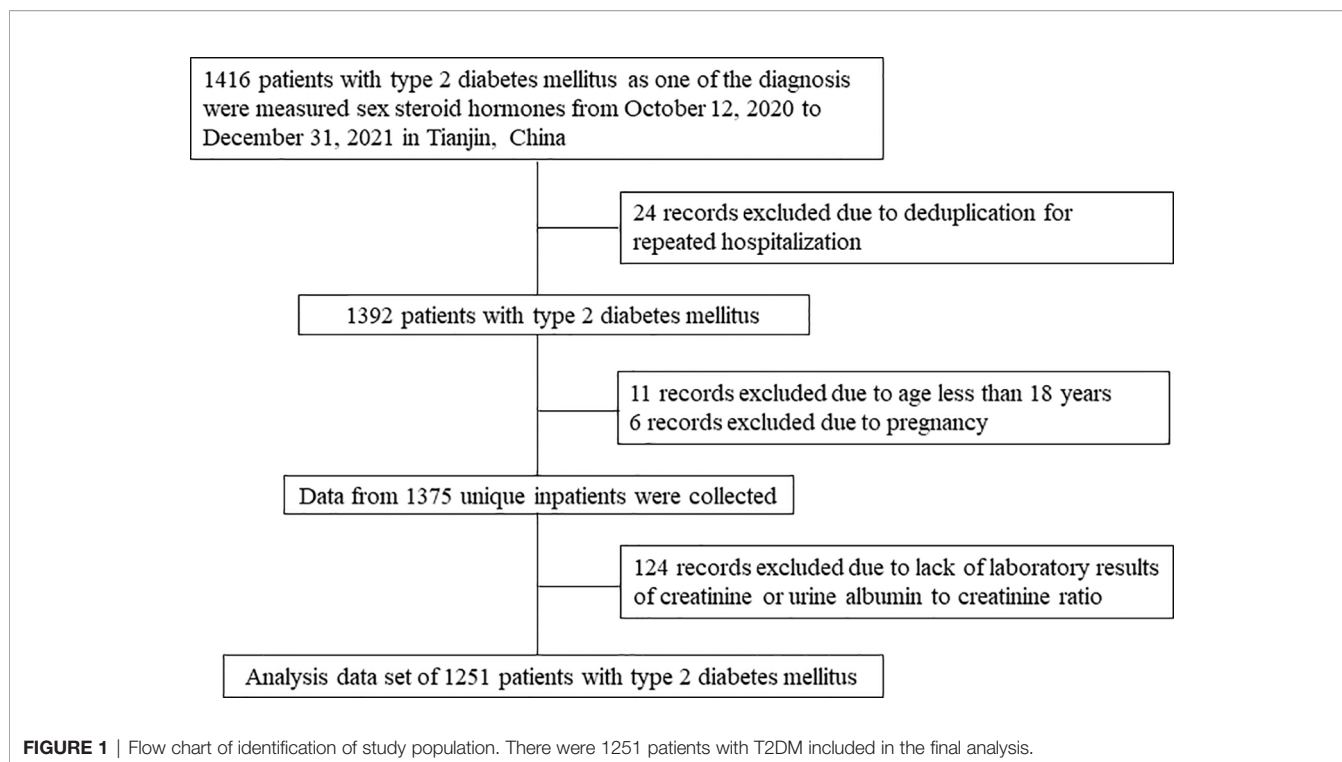 1416 patients with type 2 diabetes mellitus as one of the diagnosis
were measured sex steroid hormones from October 12, 2020 to
December 31, 2021 in Tianjin, China
24 records excluded due to deduplication for
repeated hospitalization
1392 patients with type 2 diabetes mellitus
11 records excluded due to age less than 18 years
6 records excluded due to pregnancy
Data from 1375 unique inpatients were collected
124 records excluded due to lack of laboratory results
of creatinine or urine albumin to creatinine ratio
Analysis data set of 1251 patients with type 2 diabetes mellitus
FIGURE 1 | Flow chart of identification of study population. There were 1251 patients with T2DM included in the final analysis.